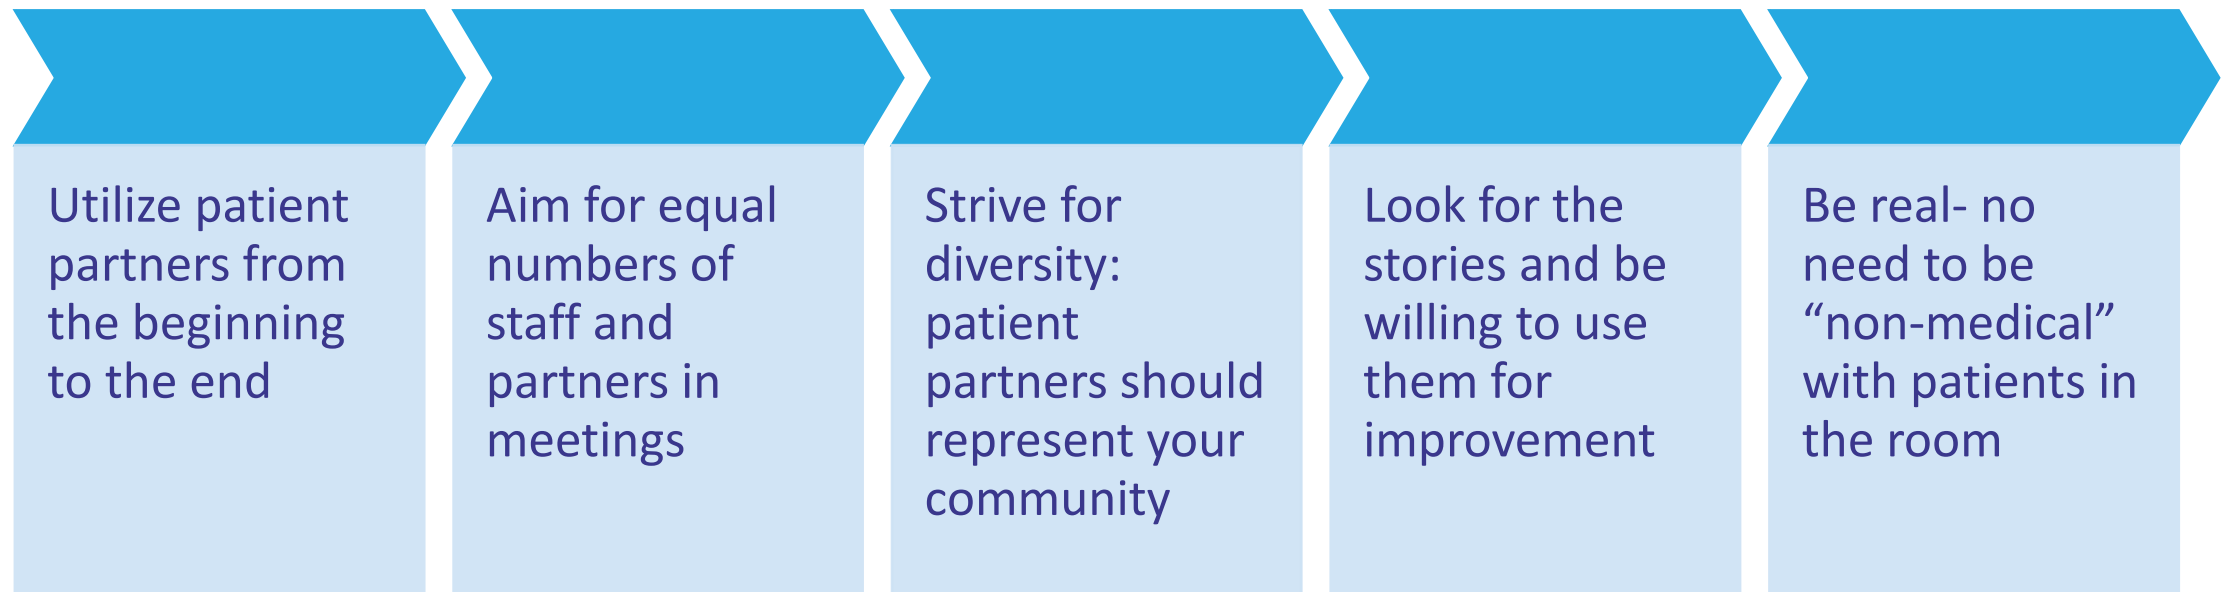 Utilize patient
partners from
the beginning
to the end
Aim for equal
numbers of
staff and
partners in
meetings
Strive for
diversity:
patient
partners should
represent your
community
Look for the
stories and be
willing to use
them for
improvement
Be real- no
need to be
“non-medical”
with patients in
the room